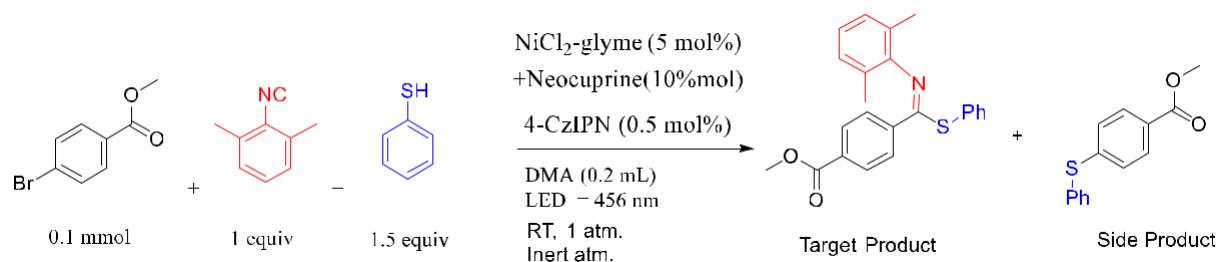 NiCl2-glyme (5 mol%)
+Neocuprine(10%mol)
4-CzIPN (0.5 mol%)
DMA (0.2 mL)
LED – 456 nm
RT, 1 atm.
Inert atm.
O
O
Br
+
NC
–
SH
N
S
Ph
O
O
+
O
O
S
Ph
0.1 mmol
1 equiv
1.5 equiv
Target Product
Side Product